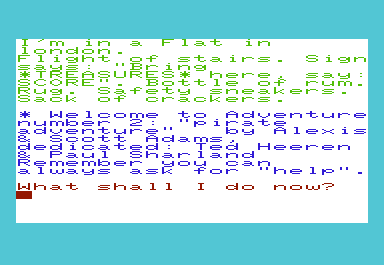 I'm in a Flat in
london.
Flight of stairs. Sign
says: "Bring
*TREASURES* here, say:
SCORE". Bottle of rum.
Rug. Safety sneakers.
Sack of crackers.
* Welcome to Adventure
number 2: "pirate
adventure" by Alexis
& Scott Adams,
dedicated: Ted Heeren
& Paul Sharland
Remember you can
always ask for "help".
What shall I do now?